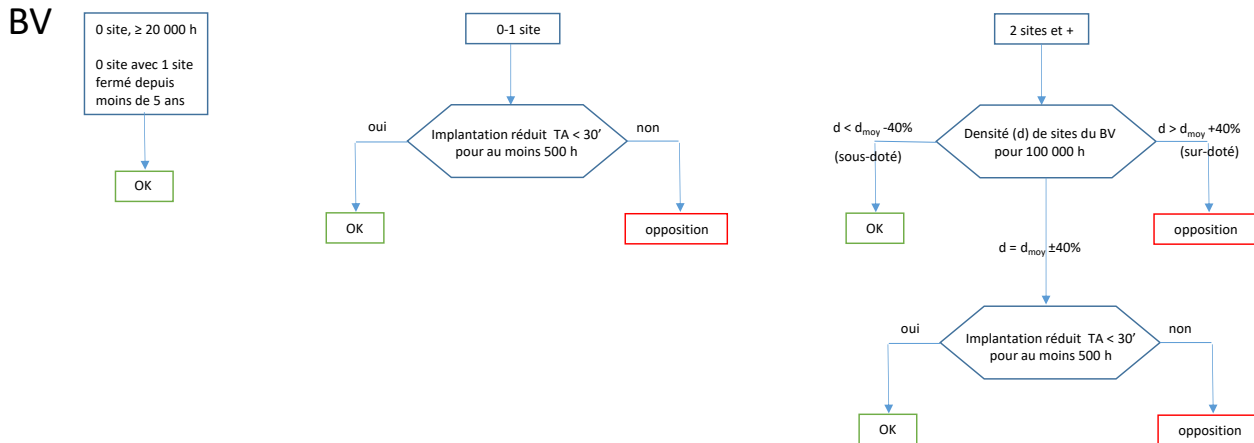 BV
0 site, ≥ 20 000 h
0 site avec 1 site
fermé depuis
moins de 5 ans
OK
0-1 site
oui
Implantation réduit TA < 30’
pour au moins 500 h
non
OK
opposition
2 sites et +
d < dmoy -40%
(sous-doté)
Densité (d) de sites du BV
pour 100 000 h
d > dmoy +40%
(sur-doté)
OK
opposition
d = dmoy ±40%
oui
Implantation réduit TA < 30’
pour au moins 500 h
non
OK
opposition